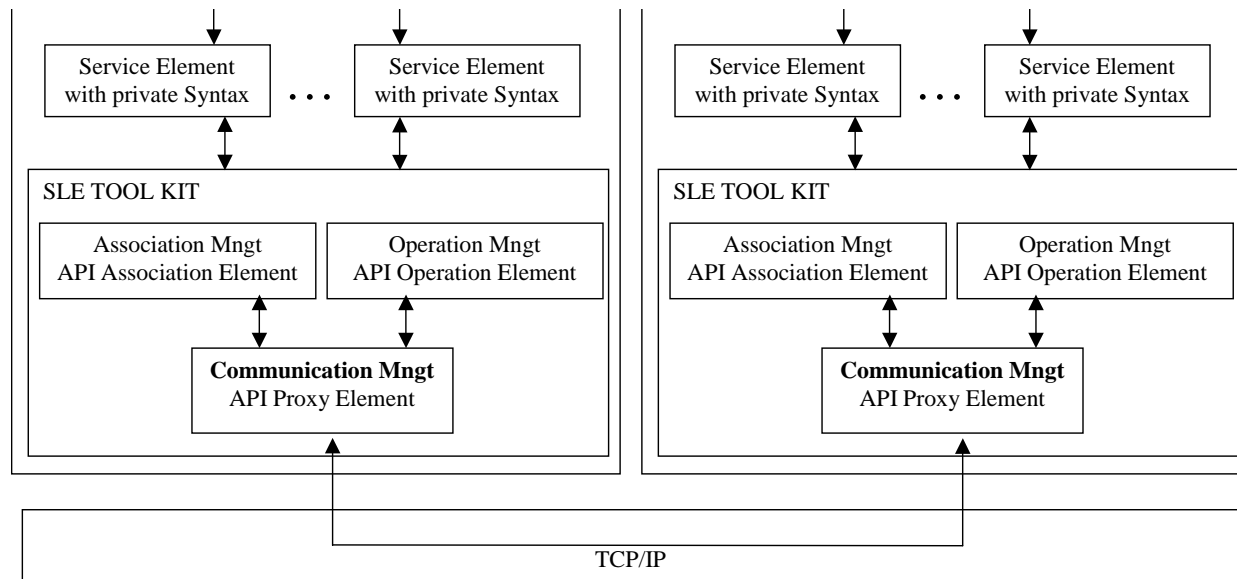 Service Element
with private Syntax
. . .
Service Element
with private Syntax
Service Element
with private Syntax
. . .
Service Element
with private Syntax
SLE TOOL KIT
Association Mngt
API Association Element
Operation Mngt
API Operation Element
Communication Mngt
API Proxy Element
SLE TOOL KIT
Association Mngt
API Association Element
Operation Mngt
API Operation Element
Communication Mngt
API Proxy Element
TCP/IP